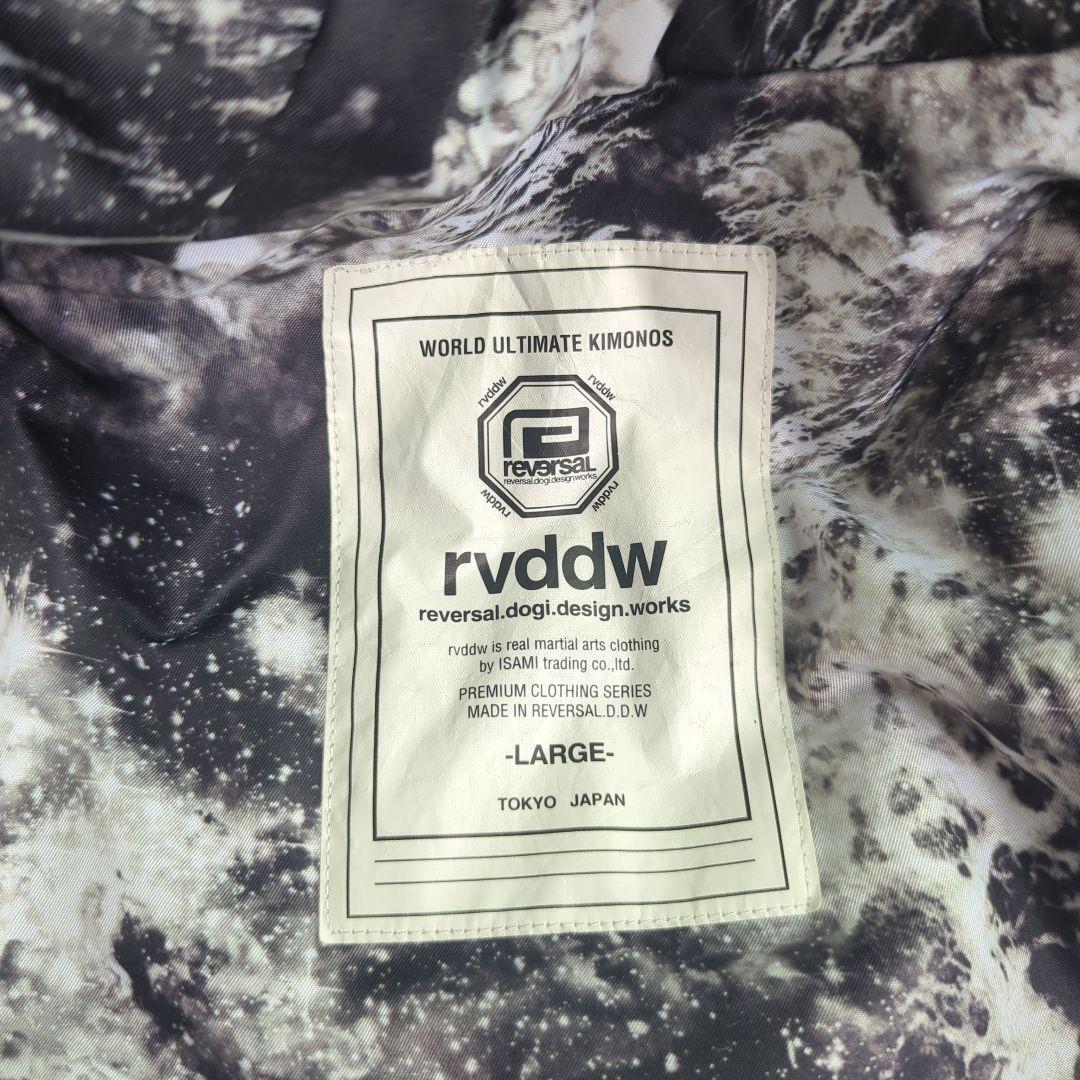 WORLD ULTIMATE KIMONOS
rvddw rvddw
reversal
reversal.dogi.design.works
rvddw rvddw
rvddw
reversal.dogi.design.works
rvddw is real martial arts clothing
by ISAMI trading co.,ltd.
PREMIUM CLOTHING SERIES
MADE IN REVERSAL.D.D.W
-LARGE-
TOKYO JAPAN